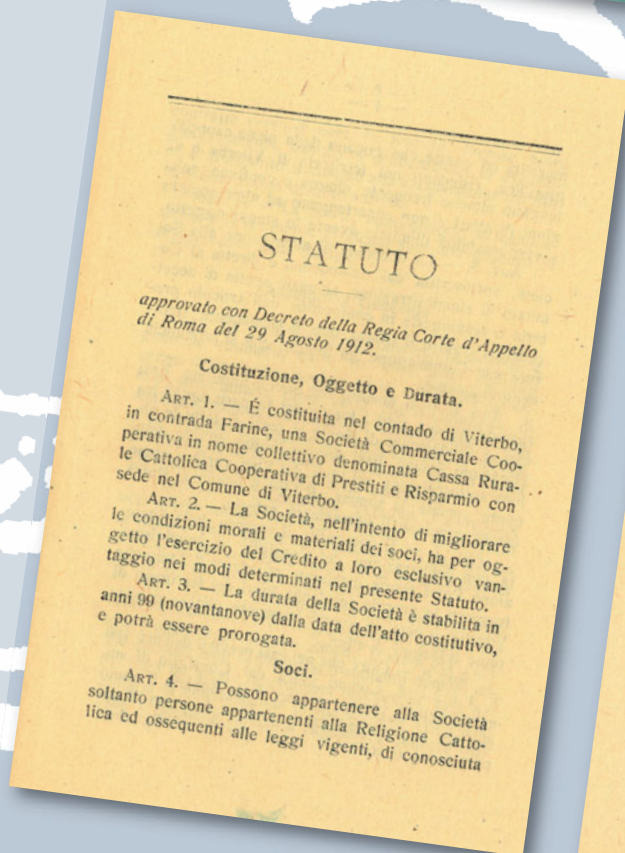 STATUTO
approvato con Decreto della Regia Corte d'Appello
di Roma del 29 Agosto 1912.
Costituzione, Oggetto e Durata.
ART. 1. — É costituita nel contado di Viterbo,
in contrada Farine, una Società Commerciale Coo-
perativa in nome collettivo denominata Cassa Rura-
le Cattolica Cooperativa di Prestiti e Risparmio con
sede nel Comune di Viterbo.
ART. 2. — La Società, nell'intento di migliorare
le condizioni morali e materiali dei soci, ha per og-
getto l'esercizio del Credito a loro esclusivo van-
taggio nei modi determinati nel presente Statuto.
ART. 3. — La durata della Società è stabilita in
anni 99 (novantanove) dalla data dell'atto costitutivo,
e potrà essere prorogata.
Soci.
ART. 4. — Possono appartenere alla Società
soltanto persone appartenenti alla Religione Catto-
lica ed ossequenti alle leggi vigenti, di conosciuta